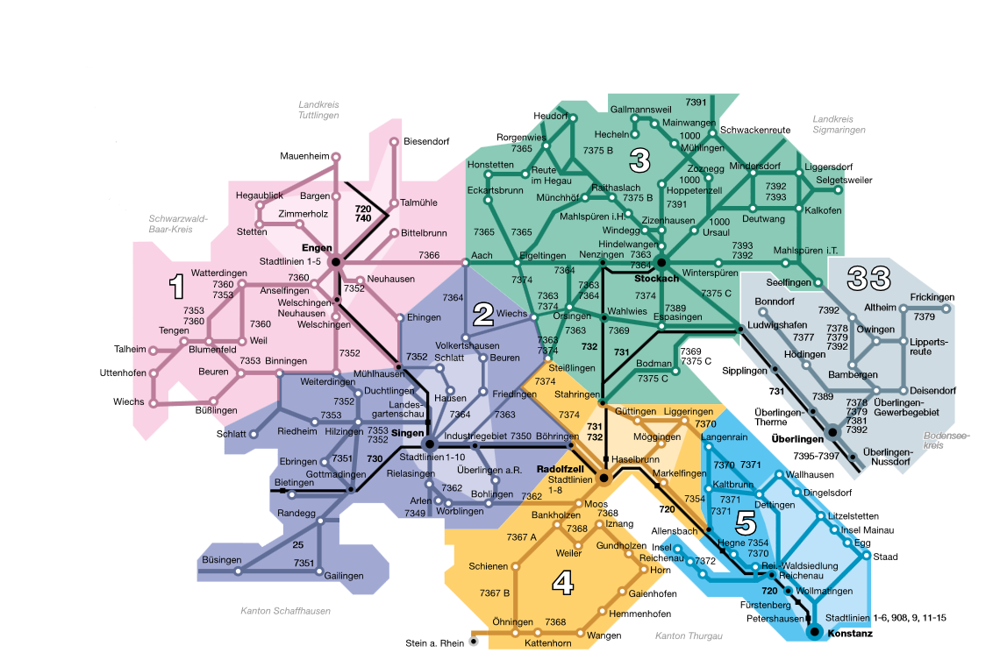 Landkreis
Tuttlingen
Landkreis
Sigmaringen
Schwarzwald-
Baar-Kreis
Bodensee-
kreis
Kanton Schaffhausen
Kanton Thurgau
1
2
3
33
4
5
Biesendorf
Mauenheim
Hegaublick
Bargen
Talmühle
720
740
Zimmerholz
Stetten
Bittelbrunn
Engen
Stadtlinien 1-5
7366
Aach
Watterdingen
7360
7353
Anselfingen
7360
Neuhausen
7352
Welschingen-
Neuhausen
Welschingen
7353
7360
7360
Tengen
Talheim
Blumenfeld
Weil
7352
Uttenhofen
Beuren
7353
Binningen
Wiechs
Büßlingen
Heudorf
Gallmannsweil
7391
Mainwangen
Hecheln
1000
Schwackenreute
Mühlingen
Rorgenwies
7365
7375 B
Honstetten
Reute
im Hegau
Zoznegg
1000
Mindersdorf
Liggersdorf
Selgetsweiler
Eckartsbrunn
Münchhöf
Raithaslach
7375 B
Hoppetenzell
7391
7392
7393
Mahlspüren i.H.
Zizenhausen
1000
Deutwang
Kalkofen
7365
7365
Windegg
Ursaul
Hindelwangen
7393
7392
Mahlspüren i.T.
Eigeltingen
Nenzingen
7363
7364
Stockach
Winterspüren
7364
7374
7363
7364
7374
7375 C
Seelfingen
7363
7374
Orsingen
Wahlwies
7389
Espasingen
7363
7369
7363
7374
732
731
7369
7375 C
Bodman
7375 C
Steißlingen
Stahringen
7364
Wiechs
Ehingen
Volkertshausen
7352
Schlatt
Beuren
Mühlhausen
Weiterdingen
Duchtlingen
Hausen
Friedingen
7352
Landes-
gartenschau
7364
7363
7353
Schlatt
Riedheim
Hilzingen
7353
7352
Singen
Industriegebiet
7350
Böhringen
Stadtlinien 1-10
Ebringen
7351
730
Gottmadingen
Rielasingen
Überlingen a.R.
Bietingen
7362
Bohlingen
7362
Arlen
7349
Worblingen
Randegg
25
Büsingen
7351
Gailingen
7374
7374
Güttingen
Liggeringen
7370
731
732
Möggingen
Haselbrunn
Radolfzell
Stadtlinien
1-8
Markelfingen
7354
Moos
720
Bankholzen
7368
Iznang
7367 A
7368
Weiler
Gundholzen
Schienen
Horn
7367 B
Gaienhofen
Hemmenhofen
Öhningen
7368
Wangen
Kattenhorn
Stein a. Rhein
Bonndorf
Ludwigshafen
7392
Altheim
Frickingen
7379
7377
7378
7379
7392
Owingen
Lipperts-
reute
Hödingen
Sipplingen
Bambergen
731
7389
Deisendorf
Überlingen-
Gewerbegebiet
7378
7379
7381
7392
Überlingen-
Therme
Überlingen
7395-7397
Überlingen-
Nussdorf
Langenrain
7370
7371
Wallhausen
Kaltbrunn
7371
7371
Dettingen
Dingelsdorf
Litzelstetten
Insel Mainau
Egg
Staad
Allensbach
Hegne
7354
7370
Insel
Reichenau
7372
Rei.-Waldsiedlung
Reichenau
720
Wollmatingen
Fürstenberg
Petershausen
Stadtlinien 1-6, 908, 9, 11-15
Konstanz